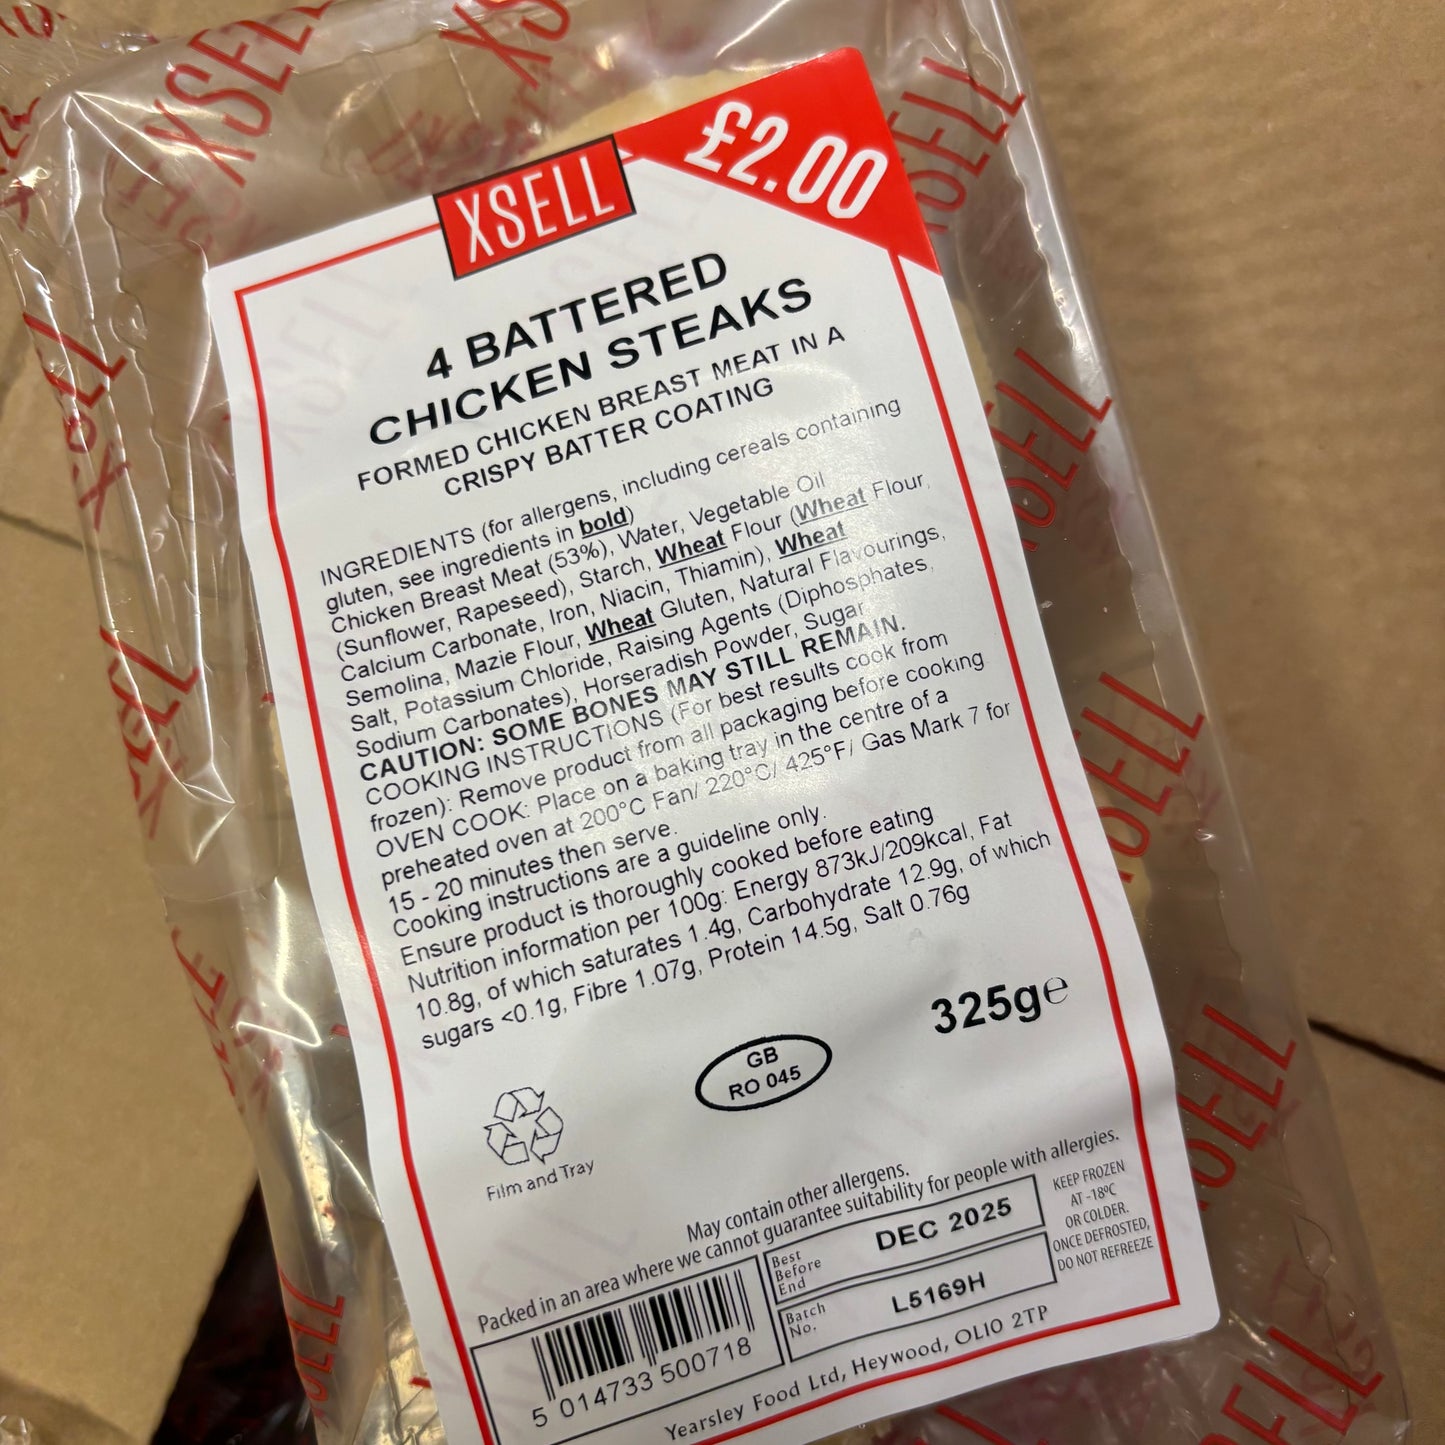 XSELL
£2.00
4 BATTERED
CHICKEN STEAKS
FORMED CHICKEN BREAST MEAT IN A
CRISPY BATTER COATING
INGREDIENTS (for allergens, including cereals containing
gluten, see ingredients in bold)
Chicken Breast Meat (53%), Water, Vegetable Oil
(Sunflower, Rapeseed), Starch, Wheat Flour (Wheat Flour,
Calcium Carbonate, Iron, Niacin, Thiamin), Wheat
Semolina, Mazie Flour, Wheat Gluten, Natural Flavourings,
Salt, Potassium Chloride, Raising Agents (Diphosphates,
Sodium Carbonates), Horseradish Powder, Sugar
CAUTION: SOME BONES MAY STILL REMAIN.
COOKING INSTRUCTIONS (For best results cook from
frozen): Remove product from all packaging before cooking
OVEN COOK: Place on a baking tray in the centre of a
preheated oven at 200°C Fan/ 220°C/ 425°F/ Gas Mark 7 for
15 - 20 minutes then serve.
Cooking instructions are a guideline only.
Ensure product is thoroughly cooked before eating
Nutrition information per 100g: Energy 873kJ/209kcal, Fat
10.8g, of which saturates 1.4g, Carbohydrate 12.9g, of which
sugars <0.1g, Fibre 1.07g, Protein 14.5g, Salt 0.76g
325g℮
GB
RO 045
Film and Tray
May contain other allergens.
Packed in an area where we cannot guarantee suitability for people with allergies.
Best
Before
End
DEC 2025
Batch
No.
L5169H
KEEP FROZEN
AT -18ºC
OR COLDER.
ONCE DEFROSTED,
DO NOT REFREEZE
5 014733 500718
Yearsley Food Ltd, Heywood, OL10 2TP
XSELL
XSELL
XSELL
XSELL
XSELL
XSELL